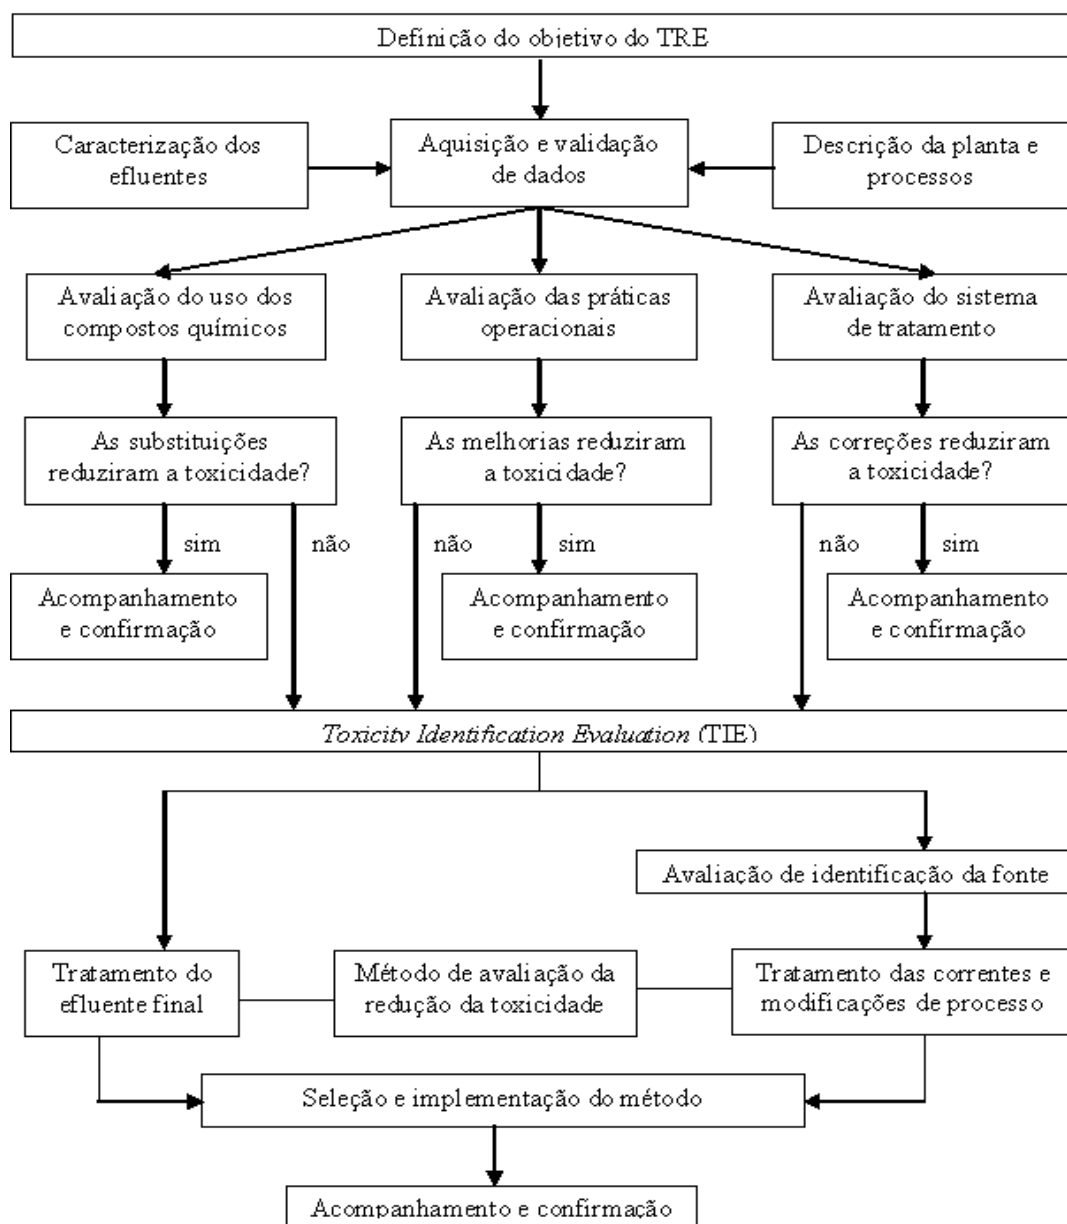 Definição do objetivo do TRE
Caracterização dos
efluentes
Aquisição e validação
de dados
Descrição da planta e
processos
Avaliação do uso dos
compostos químicos
Avaliação das práticas
operacionais
Avaliação do sistema
de tratamento
As substituições
reduziram a toxicidade?
As melhorias reduziram
a toxicidade?
As correções reduziram
a toxicidade?
sim
não
não
sim
não
sim
Acompanhamento
e confirmação
Acompanhamento
e confirmação
Acompanhamento
e confirmação
Toxicity Identification Evaluation (TIE)
Avaliação de identificação da fonte
Tratamento do
efluente final
Método de avaliação da
redução da toxicidade
Tratamento das correntes e
modificações de processo
Seleção e implementação do método
Acompanhamento e confirmação